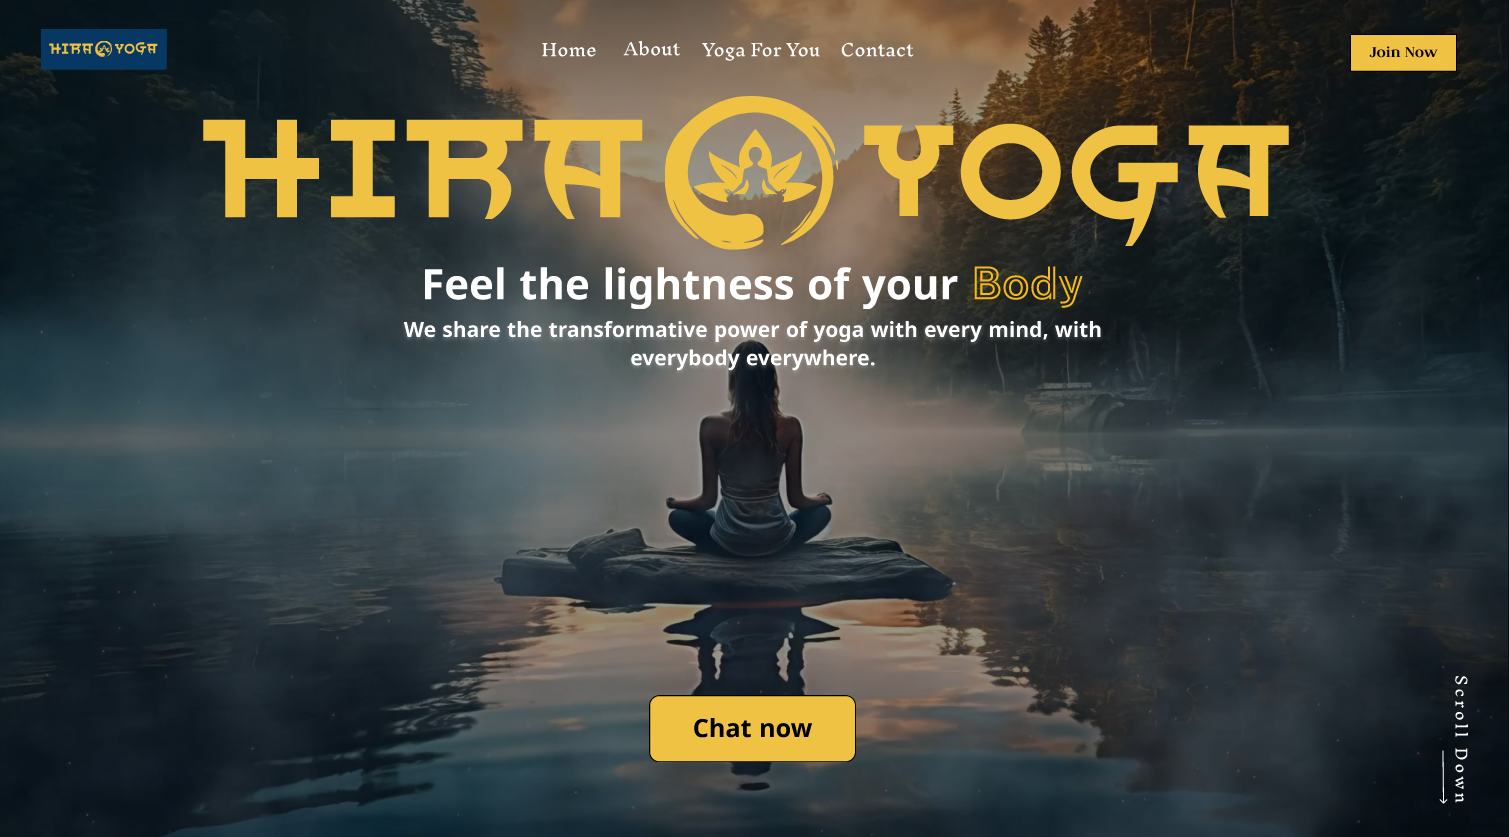 HIRA YOGA
Home About Yoga For You Contact
Join Now
HIRA YOGA
Feel the lightness of your Body
We share the transformative power of yoga with every mind, with
everybody everywhere.
Chat now
Scroll Down